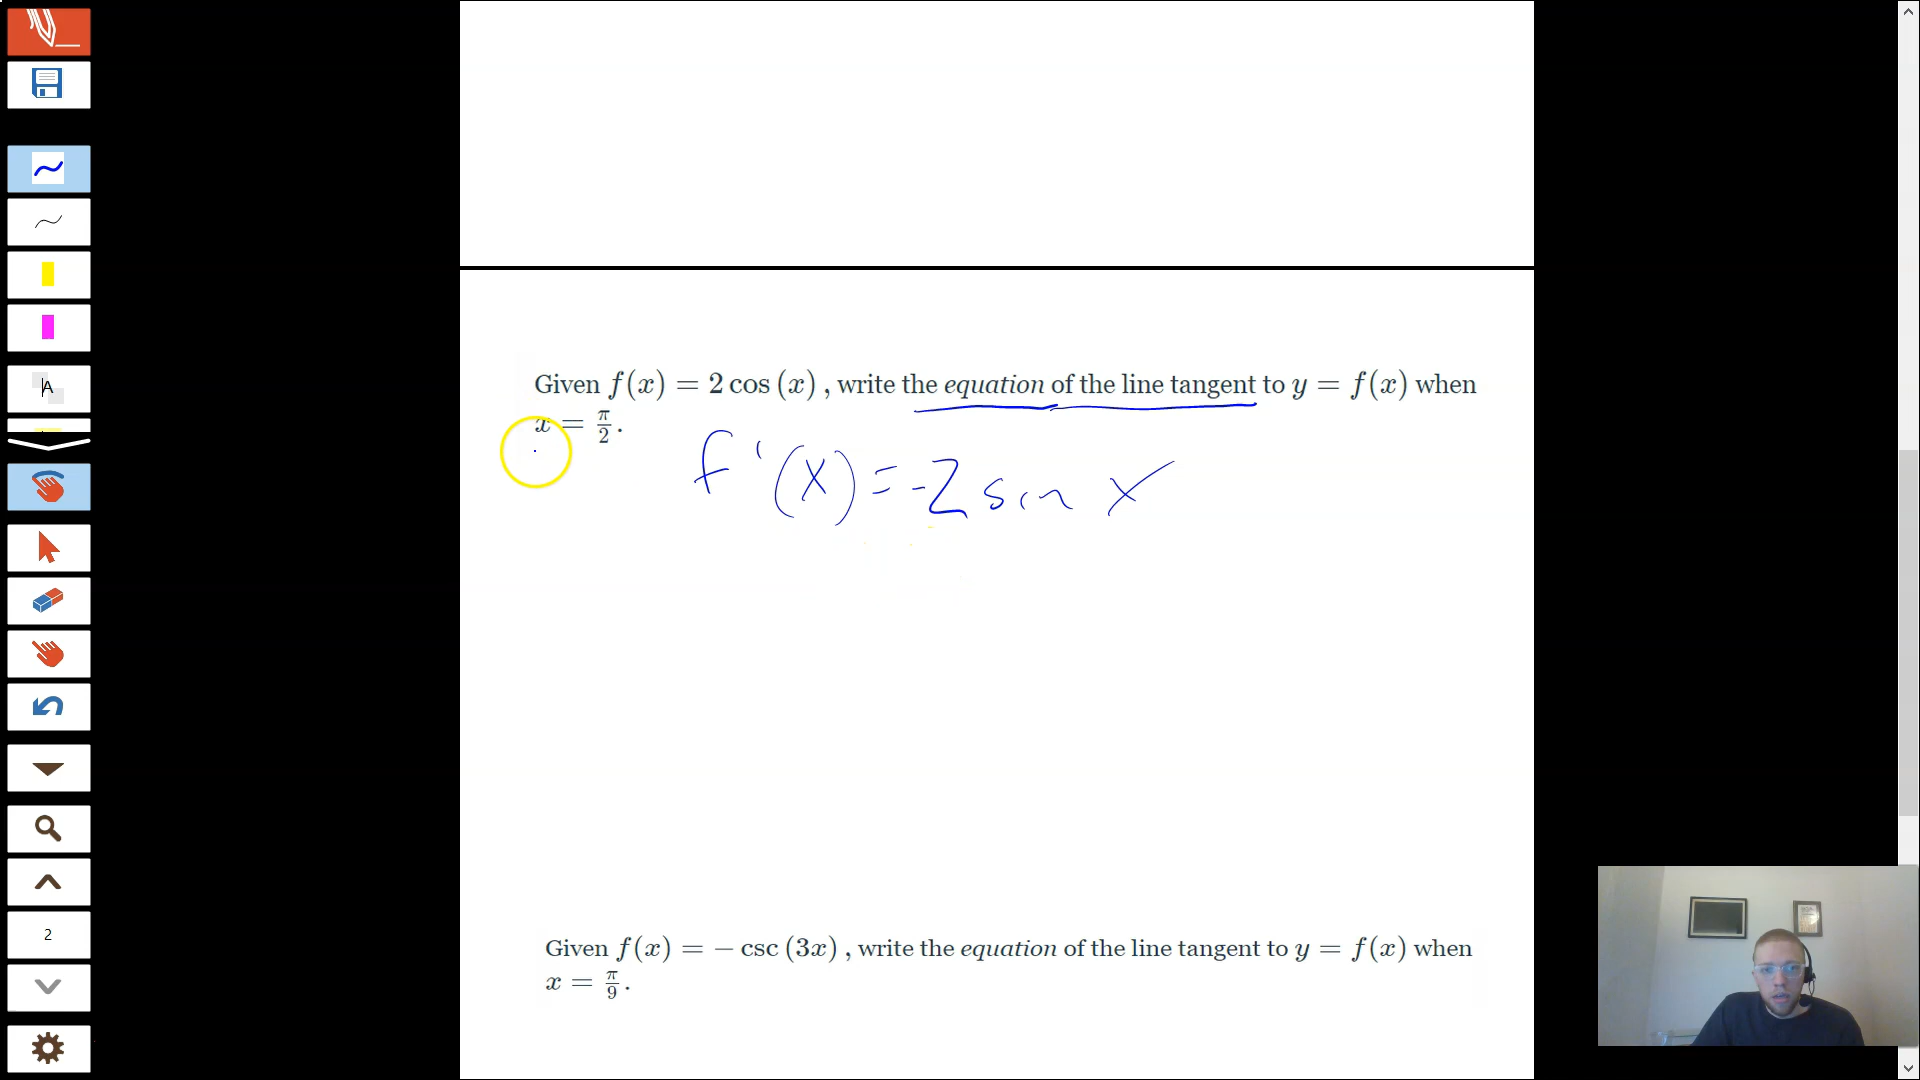 A
2
Given f(x) = 2 cos (x) , write the equation of the line tangent to y = f(x) when
x = π/2 .
f'(x) = -2 sin x
Given f(x) = − csc (3x) , write the equation of the line tangent to y = f(x) when
x = π/9 .